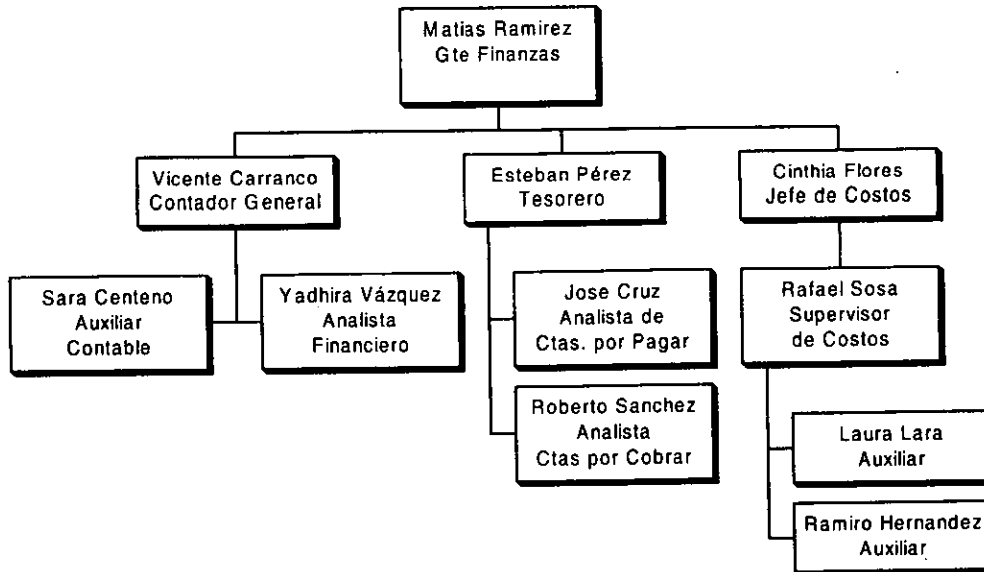 Matias Ramirez
Gte Finanzas
Vicente Carranco
Contador General
Esteban Pérez
Tesorero
Cinthia Flores
Jefe de Costos
Sara Centeno
Auxiliar
Contable
Yadhira Vázquez
Analista
Financiero
Jose Cruz
Analista de
Ctas. por Pagar
Rafael Sosa
Supervisor
de Costos
Roberto Sanchez
Analista
Ctas por Cobrar
Laura Lara
Auxiliar
Ramiro Hernandez
Auxiliar